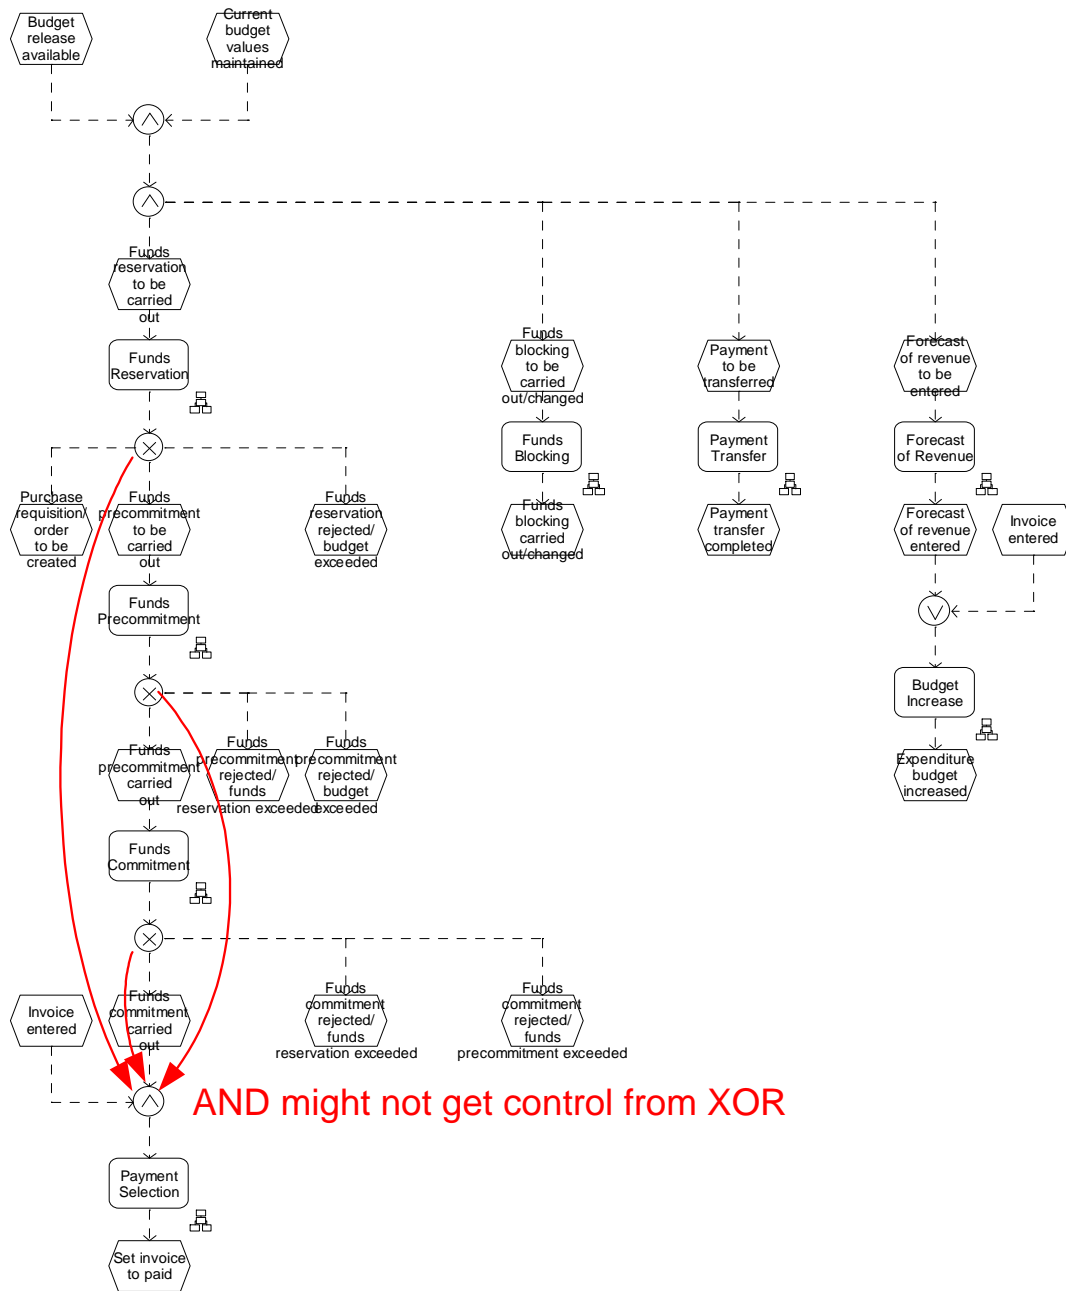 Budget
release
available
Current
budget
values
maintained
Funds
reservation
to be
carried
out
Funds
Reservation
Funds
blocking
to be
carried
out/changed
Payment
to be
transferred
Forecast
of revenue
to be
entered
Funds
Blocking
Payment
Transfer
Forecast
of Revenue
Purchase
requisition/
order
to be
created
Funds
precommitment
to be
carried
out
Funds
reservation
rejected/
budget
exceeded
Funds
blocking
carried
out/changed
Payment
transfer
completed
Forecast
of revenue
entered
Invoice
entered
Funds
Precommitment
Budget
Increase
Funds
precommitment
carried
out
Funds
precommitment
rejected/
funds
reservation exceeded
Funds
precommitment
rejected/
budget
exceeded
Expenditure
budget
increased
Funds
Commitment
Invoice
entered
Funds
commitment
carried
out
Funds
commitment
rejected/
funds
reservation exceeded
Funds
commitment
rejected/
funds
precommitment exceeded
AND might not get control from XOR
Payment
Selection
Set invoice
to paid